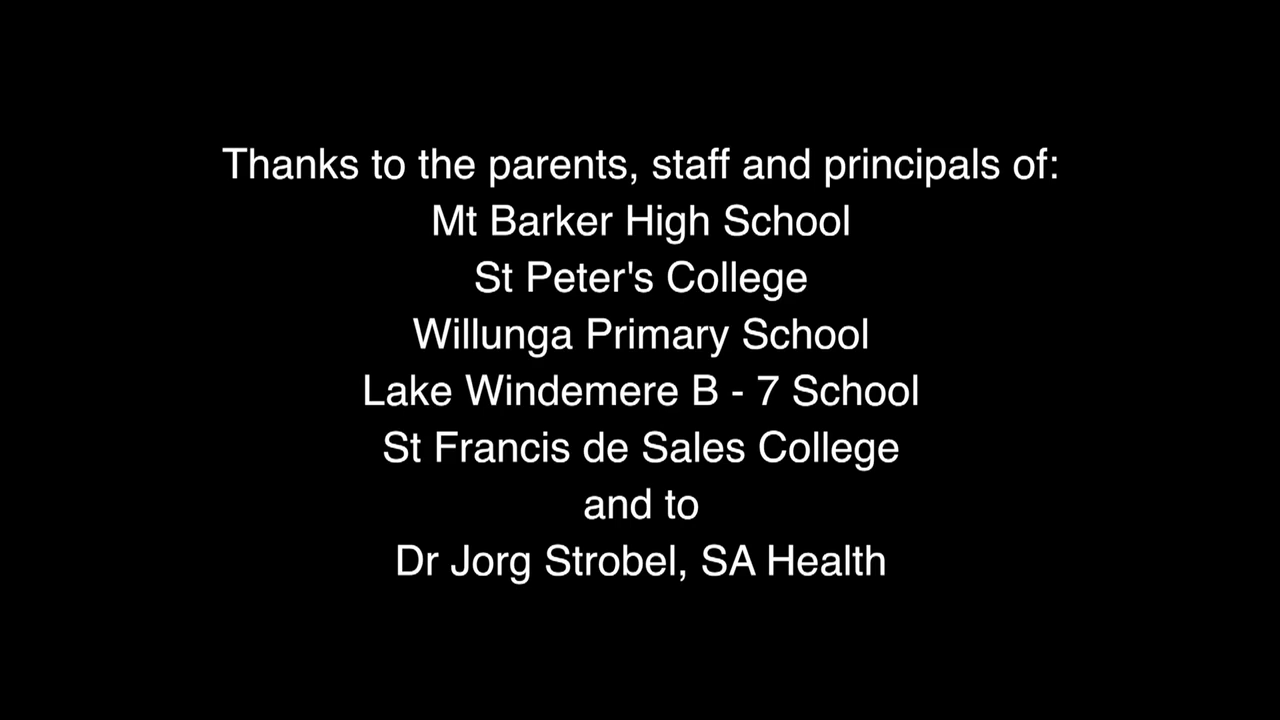 Thanks to the parents, staff and principals of:
Mt Barker High School
St Peter's College
Willunga Primary School
Lake Windemere B - 7 School
St Francis de Sales College
and to
Dr Jorg Strobel, SA Health